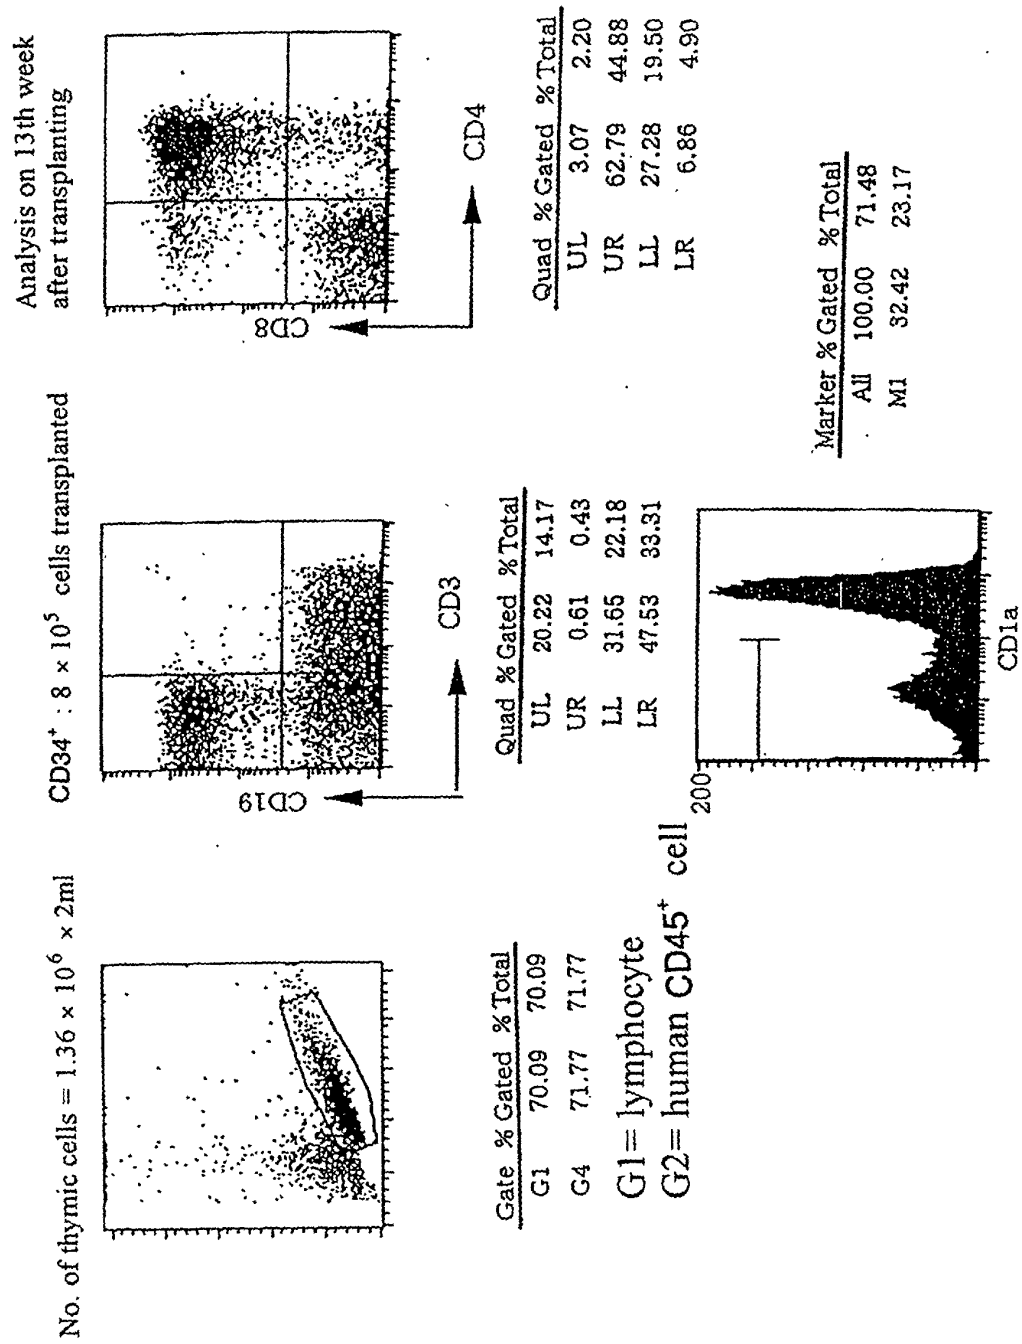 No. of thymic cells = 1.36 × 10⁶ × 2ml
CD34⁺ : 8 × 10⁵ cells transplanted
Analysis on 13th week
after transplanting
CD19
CD3
CD8
CD4
Gate % Gated % Total
G1 70.09 70.09
G4 71.77 71.77
G1= lymphocyte
G2= human CD45⁺ cell
Quad % Gated % Total
UL 20.22 14.17
UR 0.61 0.43
LL 31.65 22.18
LR 47.53 33.31
Quad % Gated % Total
UL 3.07 2.20
UR 62.79 44.88
LL 27.28 19.50
LR 6.86 4.90
200
CD1a
Marker % Gated % Total
All 100.00 71.48
M1 32.42 23.17